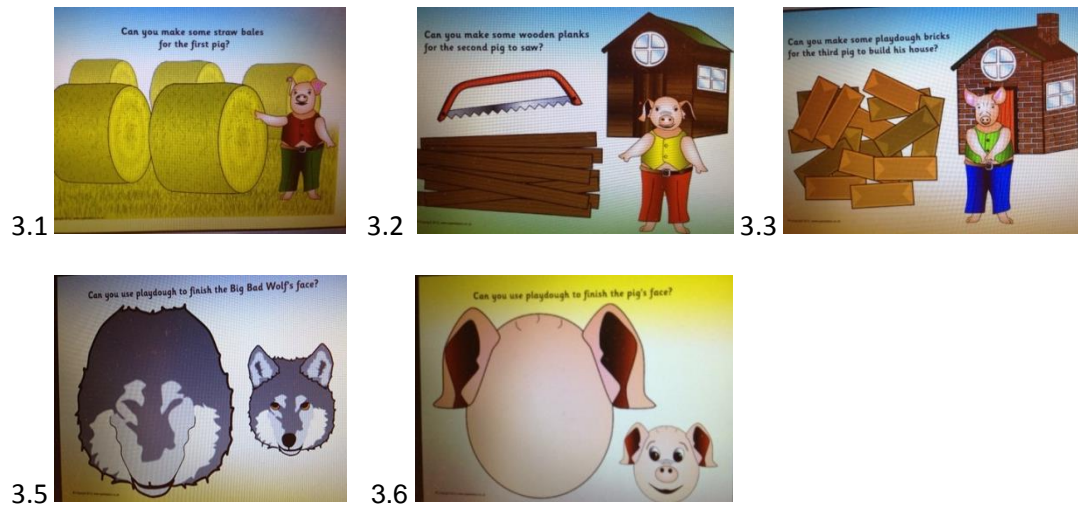 Can you make some straw bales
for the first pig?
3.1
Can you make some wooden planks
for the second pig to saw?
3.2
Can you make some playdough bricks
for the third pig to build his house?
3.3
Can you use playdough to finish the Big Bad Wolf's face?
3.5
Can you use playdough to finish the pig's face?
3.6